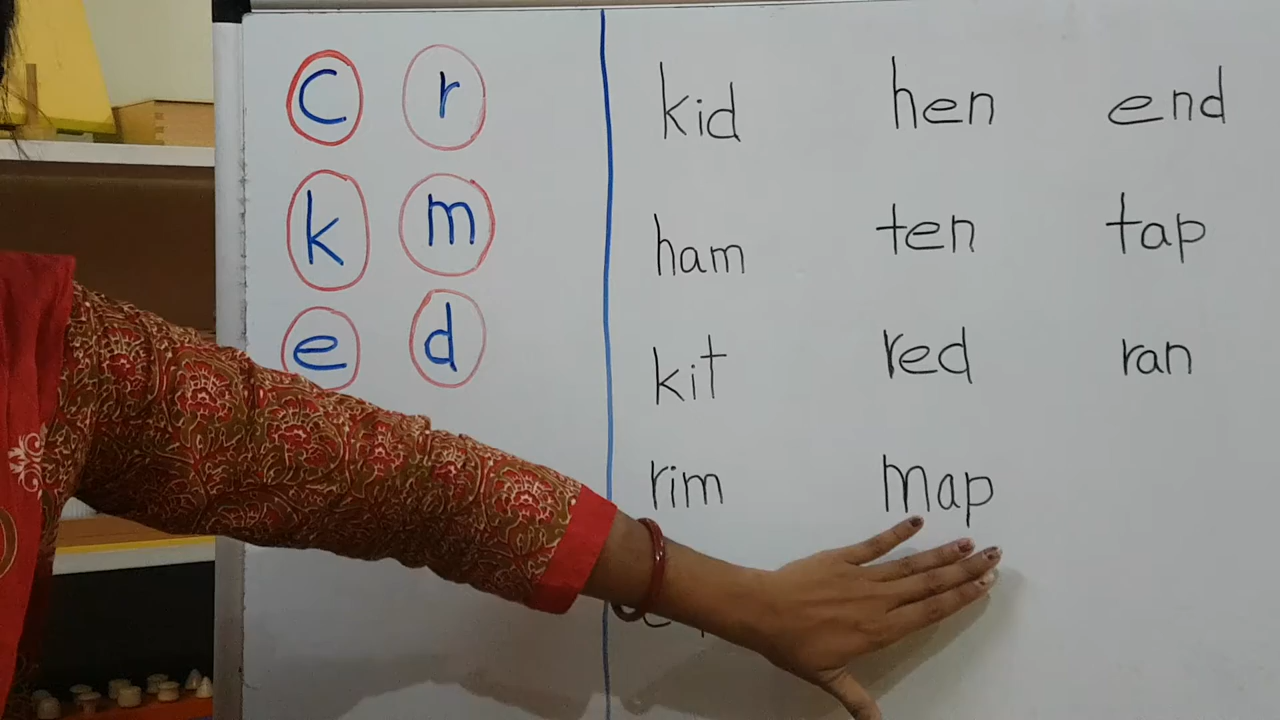 c r
k m
e d
kid hen end
ham ten tap
kit red ran
rim map